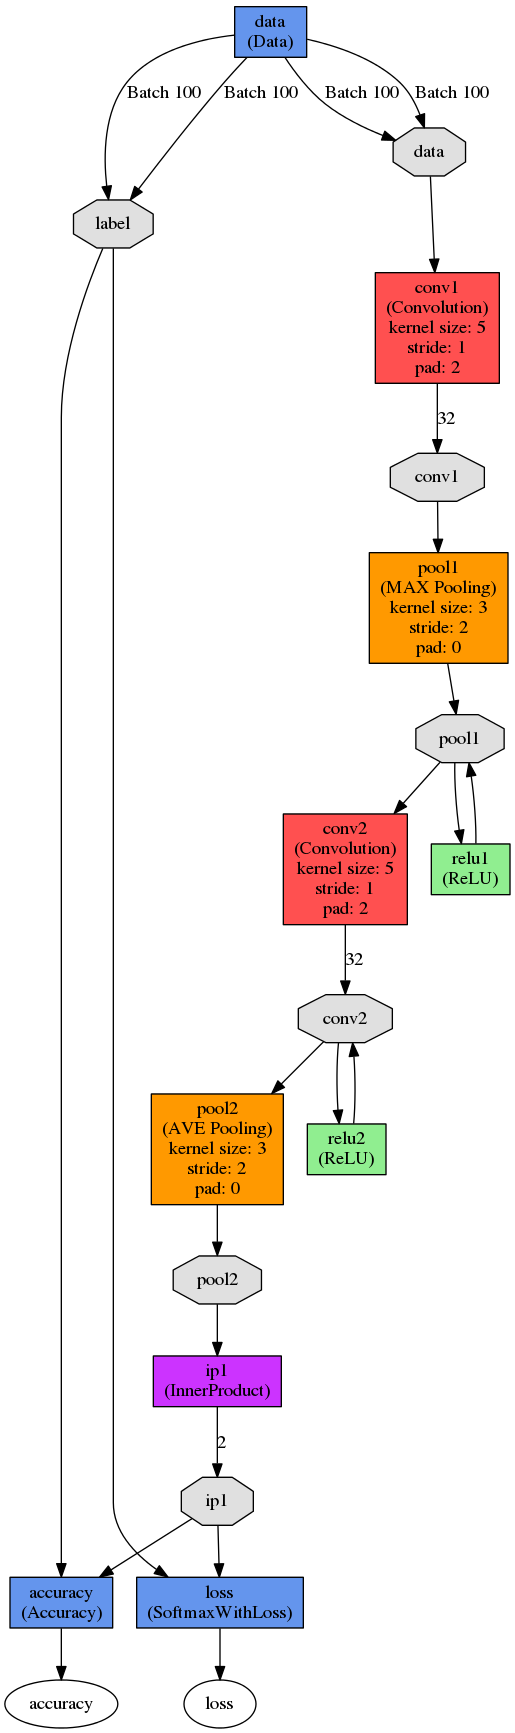 data
(Data)
Batch 100
Batch 100
Batch 100
Batch 100
data
label
conv1
(Convolution)
kernel size: 5
stride: 1
pad: 2
32
conv1
pool1
(MAX Pooling)
kernel size: 3
stride: 2
pad: 0
pool1
conv2
(Convolution)
kernel size: 5
stride: 1
pad: 2
relu1
(ReLU)
32
conv2
pool2
(AVE Pooling)
kernel size: 3
stride: 2
pad: 0
relu2
(ReLU)
pool2
ip1
(InnerProduct)
2
ip1
accuracy
(Accuracy)
loss
(SoftmaxWithLoss)
accuracy
loss